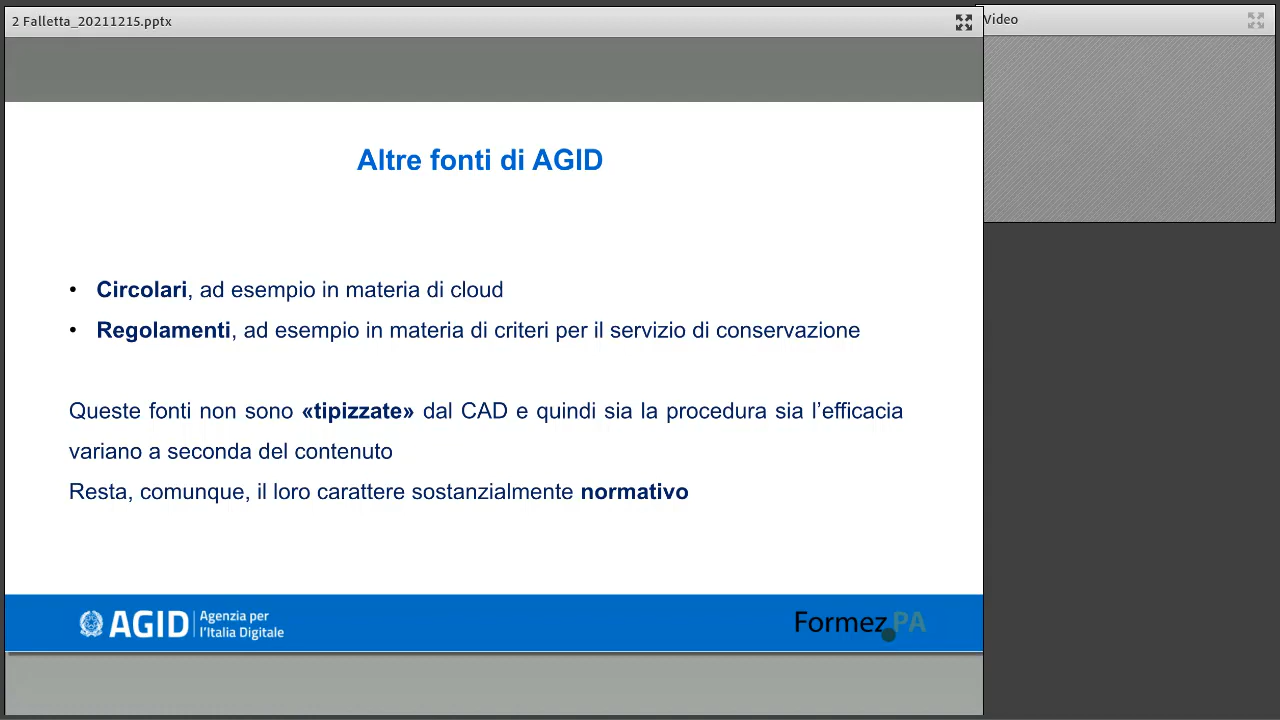 2 Falletta_20211215.pptx
Video
Altre fonti di AGID
• Circolari, ad esempio in materia di cloud
• Regolamenti, ad esempio in materia di criteri per il servizio di conservazione
Queste fonti non sono «tipizzate» dal CAD e quindi sia la procedura sia l’efficacia
variano a seconda del contenuto
Resta, comunque, il loro carattere sostanzialmente normativo
AGID
Agenzia per
l’Italia Digitale
Formez PA